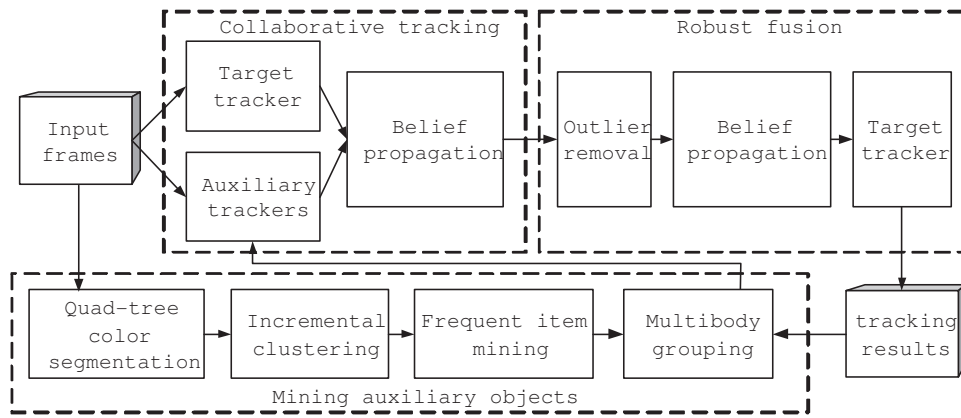 Collaborative tracking
Robust fusion
Input
frames
Target
tracker
Auxiliary
trackers
Belief
propagation
Outlier
removal
Belief
propagation
Target
tracker
Quad-tree
color
segmentation
Incremental
clustering
Frequent item
mining
Multibody
grouping
tracking
results
Mining auxiliary objects